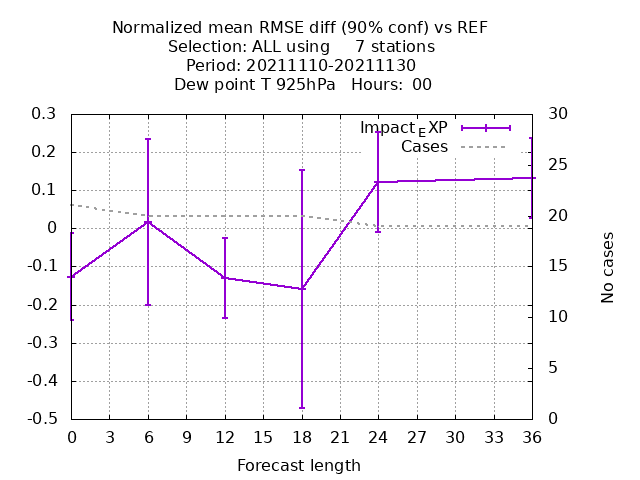 Normalized mean RMSE diff (90% conf) vs REF
Selection: ALL using     7 stations
Period: 20211110-20211130
Dew point T 925hPa   Hours:  00
Impact_EXP
Cases
0.3
0.2
0.1
0
-0.1
-0.2
-0.3
-0.4
-0.5
30
25
20
15
10
5
0
No cases
0 3 6 9 12 15 18 21 24 27 30 33 36
Forecast length